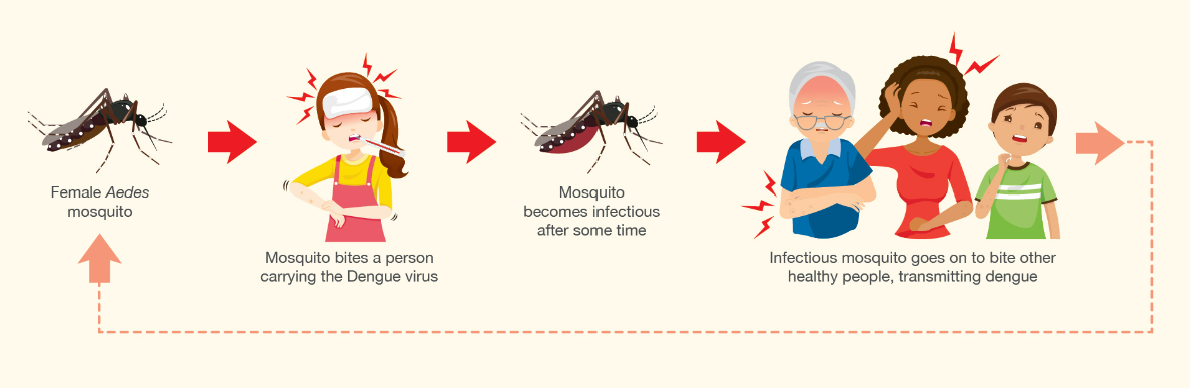 Female Aedes
mosquito
Mosquito bites a person
carrying the Dengue virus
Mosquito
becomes infectious
after some time
Infectious mosquito goes on to bite other
healthy people, transmitting dengue